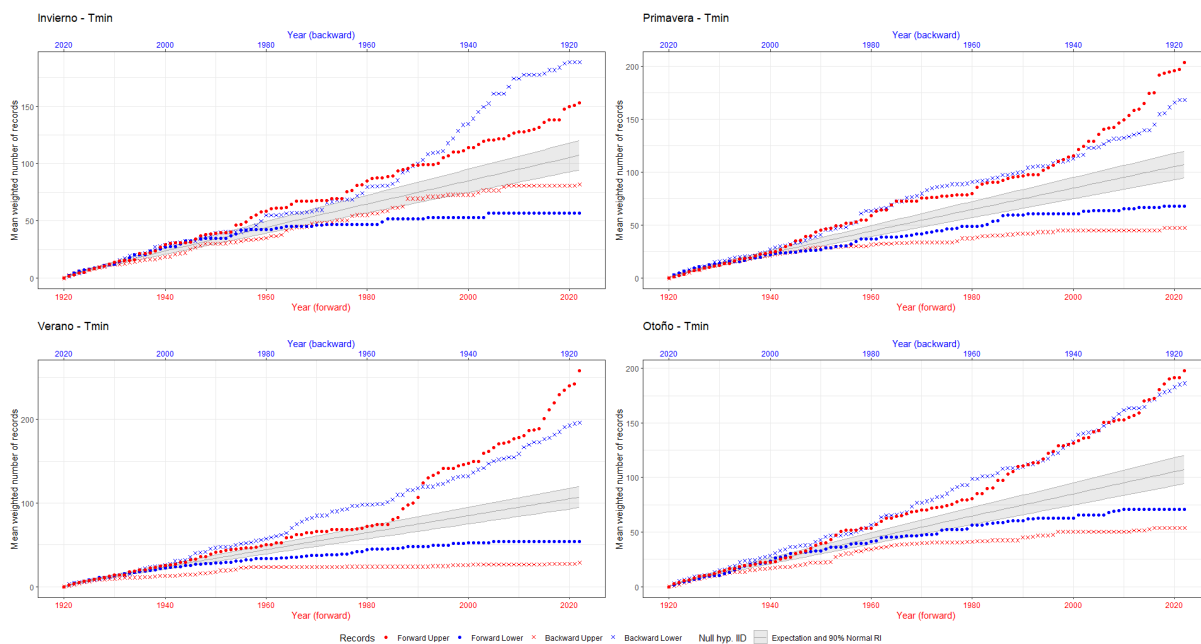 Invierno - Tmin
Year (backward)
2020 2000 1980 1960 1940 1920
Mean weighted number of records
150
100
50
0
1920 1940 1960 1980 2000 2020
Year (forward)
Primavera - Tmin
Year (backward)
2020 2000 1980 1960 1940 1920
Mean weighted number of records
200
150
100
50
0
1920 1940 1960 1980 2000 2020
Year (forward)
Verano - Tmin
Year (backward)
2020 2000 1980 1960 1940 1920
Mean weighted number of records
200
100
0
1920 1940 1960 1980 2000 2020
Year (forward)
Otoño - Tmin
Year (backward)
2020 2000 1980 1960 1940 1920
Mean weighted number of records
200
150
100
50
0
1920 1940 1960 1980 2000 2020
Year (forward)
Records Forward Upper Forward Lower Backward Upper Backward Lower Null hyp. IID Expectation and 90% Normal RI